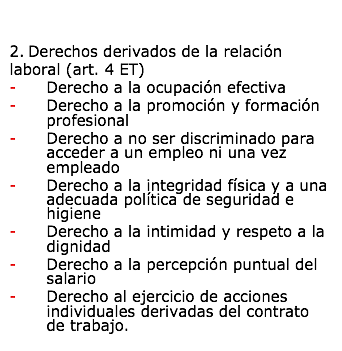 2. Derechos derivados de la relación
laboral (art. 4 ET)
- Derecho a la ocupación efectiva
- Derecho a la promoción y formación
profesional
- Derecho a no ser discriminado para
acceder a un empleo ni una vez
empleado
- Derecho a la integridad física y a una
adecuada política de seguridad e
higiene
- Derecho a la intimidad y respeto a la
dignidad
- Derecho a la percepción puntual del
salario
- Derecho al ejercicio de acciones
individuales derivadas del contrato
de trabajo.